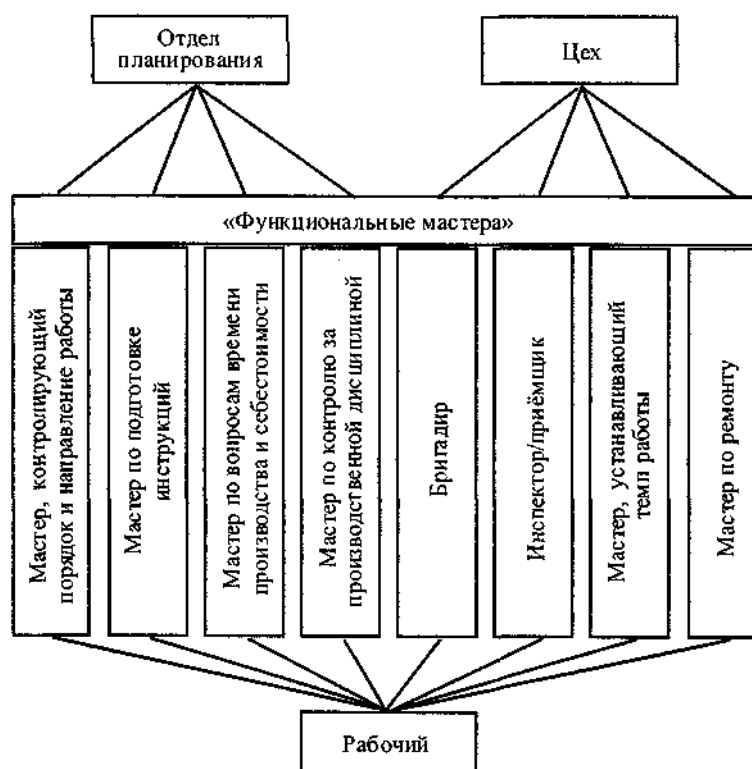 Отдел
планирования
Цех
«Функциональные мастера»
Мастер, контролирующий
порядок и направление работы
Мастер по подготовке
инструкций
Мастер по вопросам времени
производства и себестоимости
Мастер по контролю за
производственной дисциплиной
Бригадир
Инспектор/приёмщик
Мастер, устанавливающий
темп работы
Мастер по ремонту
Рабочий